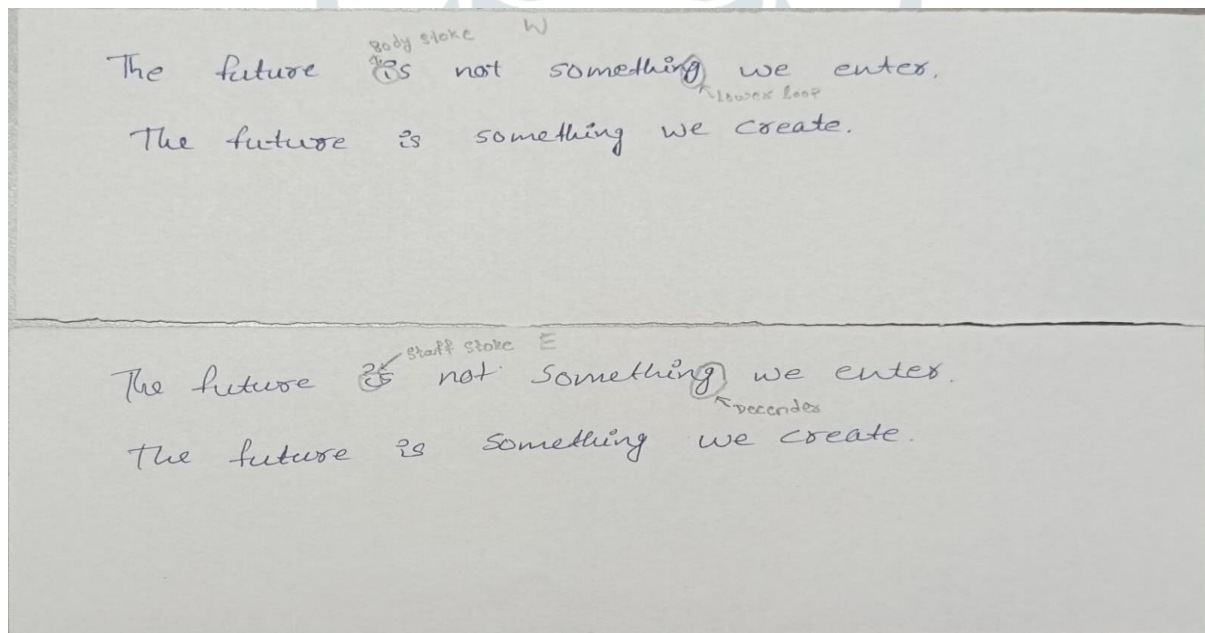 Body stoke W
The future is not something we enter.
Lower loop
The future is something we create.
Staff stoke E
The future is not something we enter.
Decender
The future is something we create.